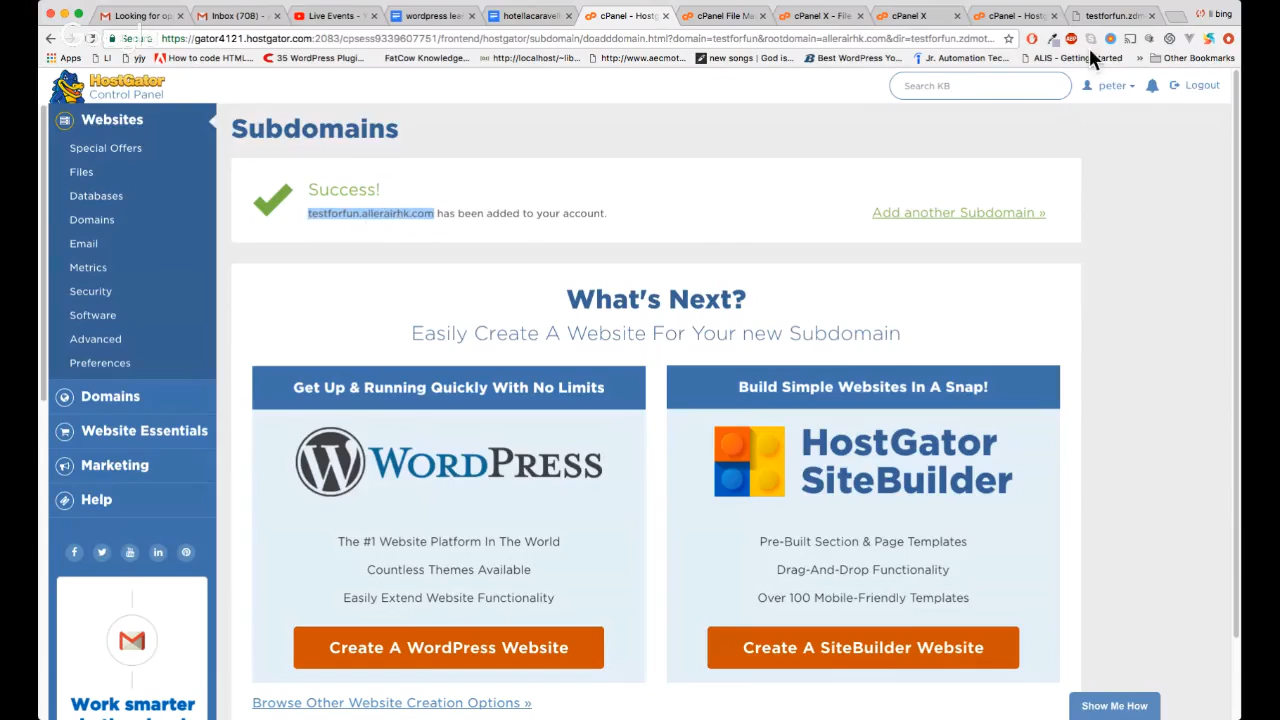 Looking for op
Inbox (708) -
Live Events - Y
wordpress lear
hotellacaravell
cPanel - Hostg
cPanel File Ma
cPanel X - File
cPanel X
cPanel - Hostg
testforfun.zdm
li bing
Secure https://gator4121.hostgator.com:2083/cpsess9339607751/frontend/hostgator/subdomain/doadddomain.html?domain=testforfun&rootdomain=allerairhk.com&dir=testforfun.zdmot...
Apps
LI
yjy
How to code HTML...
35 WordPress Plugi...
FatCow Knowledge...
http://localhost/~lib...
http://www.aecmot...
new songs | God is...
Best WordPress Yo...
Jr. Automation Tec...
ALIS - Getting started
»
Other Bookmarks
HostGator
Control Panel
Search KB
peter
Logout
Websites
Special Offers
Files
Databases
Domains
Email
Metrics
Security
Software
Advanced
Preferences
Domains
Website Essentials
Marketing
Help
Work smarter
Subdomains
Success!
testforfun.allerairhk.com has been added to your account.
Add another Subdomain »
What's Next?
Easily Create A Website For Your new Subdomain
Get Up & Running Quickly With No Limits
WORDPRESS
The #1 Website Platform In The World
Countless Themes Available
Easily Extend Website Functionality
Create A WordPress Website
Build Simple Websites In A Snap!
HostGator
SiteBuilder
Pre-Built Section & Page Templates
Drag-And-Drop Functionality
Over 100 Mobile-Friendly Templates
Create A SiteBuilder Website
Browse Other Website Creation Options »
Show Me How